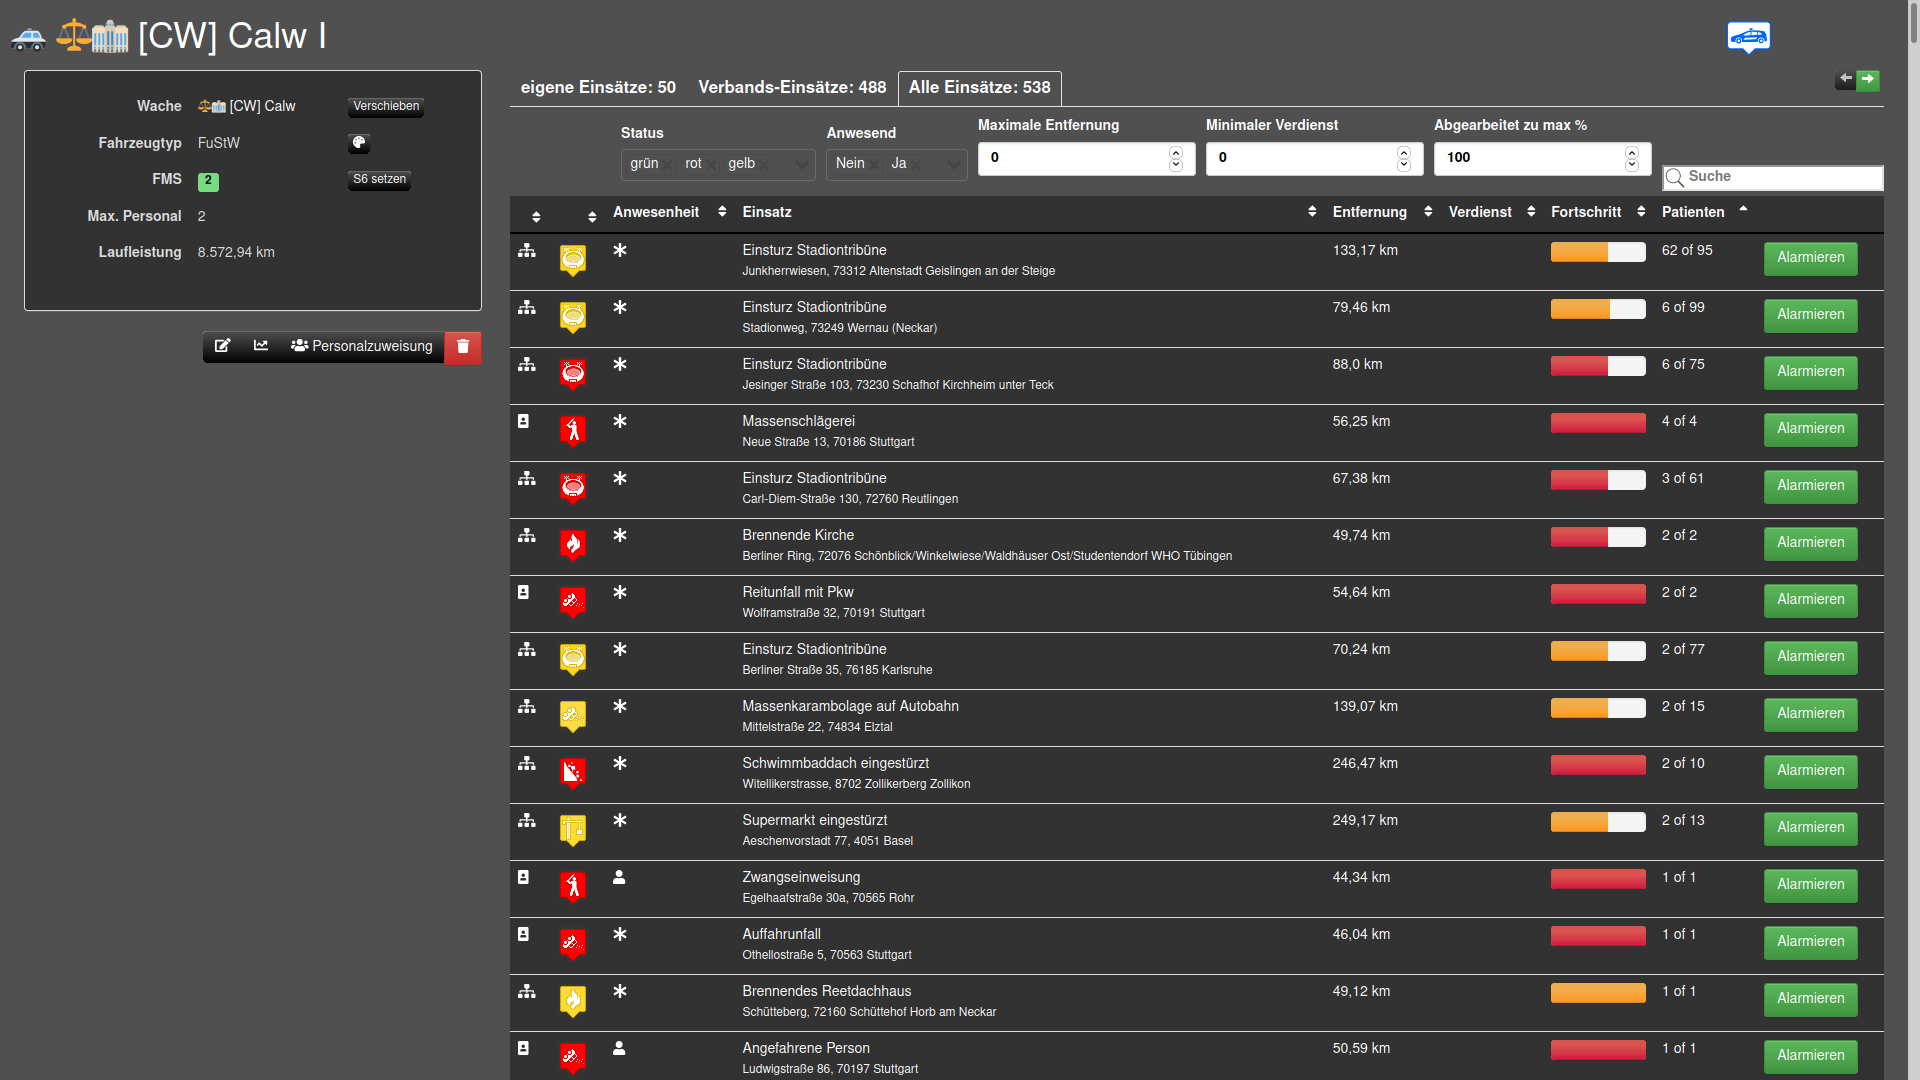 [CW] Calw I
Wache [CW] Calw Verschieben
Fahrzeugtyp FuStW
FMS 2 S6 setzen
Max. Personal 2
Laufleistung 8.572,94 km
Personalzuweisung
eigene Einsätze: 50 Verbands-Einsätze: 488 Alle Einsätze: 538
Status Anwesend Maximale Entfernung Minimaler Verdienst Abgearbeitet zu max %
grün rot gelb Nein Ja 0 0 100 Suche
Anwesenheit Einsatz Entfernung Verdienst Fortschritt Patienten
Einsturz Stadiontribüne 133,17 km 62 of 95 Alarmieren
Junkherrwiesen, 73312 Altenstadt Geislingen an der Steige
Einsturz Stadiontribüne 79,46 km 6 of 99 Alarmieren
Stadionweg, 73249 Wernau (Neckar)
Einsturz Stadiontribüne 88,0 km 6 of 75 Alarmieren
Jesinger Straße 103, 73230 Schafhof Kirchheim unter Teck
Massenschlägerei 56,25 km 4 of 4 Alarmieren
Neue Straße 13, 70186 Stuttgart
Einsturz Stadiontribüne 67,38 km 3 of 61 Alarmieren
Carl-Diem-Straße 130, 72760 Reutlingen
Brennende Kirche 49,74 km 2 of 2 Alarmieren
Berliner Ring, 72076 Schönblick/Winkelwiese/Waldhäuser Ost/Studentendorf WHO Tübingen
Reitunfall mit Pkw 54,64 km 2 of 2 Alarmieren
Wolframstraße 32, 70191 Stuttgart
Einsturz Stadiontribüne 70,24 km 2 of 77 Alarmieren
Berliner Straße 35, 76185 Karlsruhe
Massenkarambolage auf Autobahn 139,07 km 2 of 15 Alarmieren
Mittelstraße 22, 74834 Elztal
Schwimmbaddach eingestürzt 246,47 km 2 of 10 Alarmieren
Witellikerstrasse, 8702 Zollikerberg Zollikon
Supermarkt eingestürzt 249,17 km 2 of 13 Alarmieren
Aeschenvorstadt 77, 4051 Basel
Zwangseinweisung 44,34 km 1 of 1 Alarmieren
Egelhaafstraße 30a, 70565 Rohr
Auffahrunfall 46,04 km 1 of 1 Alarmieren
Othellostraße 5, 70563 Stuttgart
Brennendes Reetdachhaus 49,12 km 1 of 1 Alarmieren
Schütteberg, 72160 Schüttehof Horb am Neckar
Angefahrene Person 50,59 km 1 of 1 Alarmieren
Ludwigstraße 86, 70197 Stuttgart